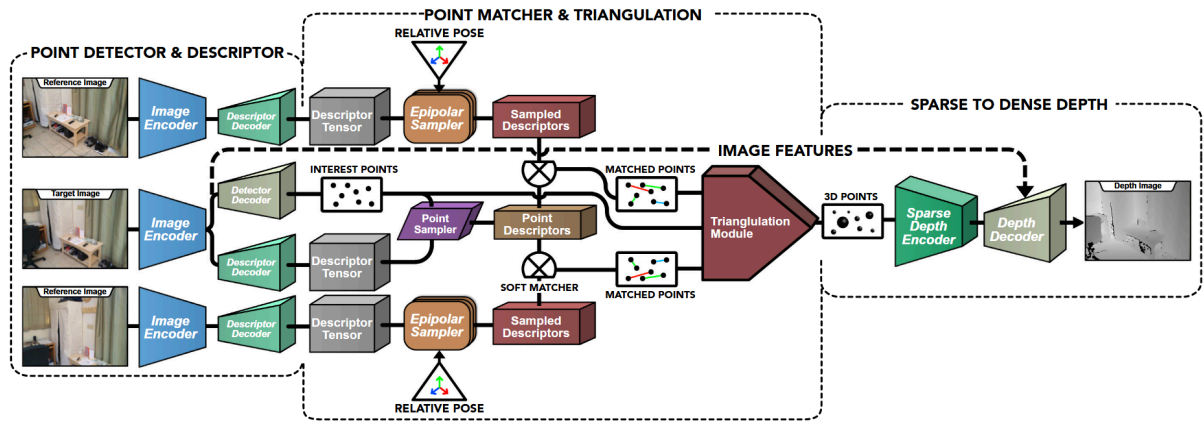 POINT MATCHER & TRIANGULATION
POINT DETECTOR & DESCRIPTOR
RELATIVE POSE
SPARSE TO DENSE DEPTH
Reference Image
Image
Encoder
Descriptor
Decoder
Descriptor
Tensor
Epipolar
Sampler
Sampled
Descriptors
IMAGE FEATURES
Target Image
Image
Encoder
Detector
Decoder
INTEREST POINTS
MATCHED POINTS
Point
Sampler
Point
Descriptors
Trianglulation
Module
3D POINTS
Sparse
Depth
Encoder
Depth
Decoder
Depth Image
Descriptor
Decoder
Descriptor
Tensor
SOFT MATCHER
MATCHED POINTS
Reference Image
Image
Encoder
Descriptor
Decoder
Descriptor
Tensor
Epipolar
Sampler
Sampled
Descriptors
RELATIVE POSE